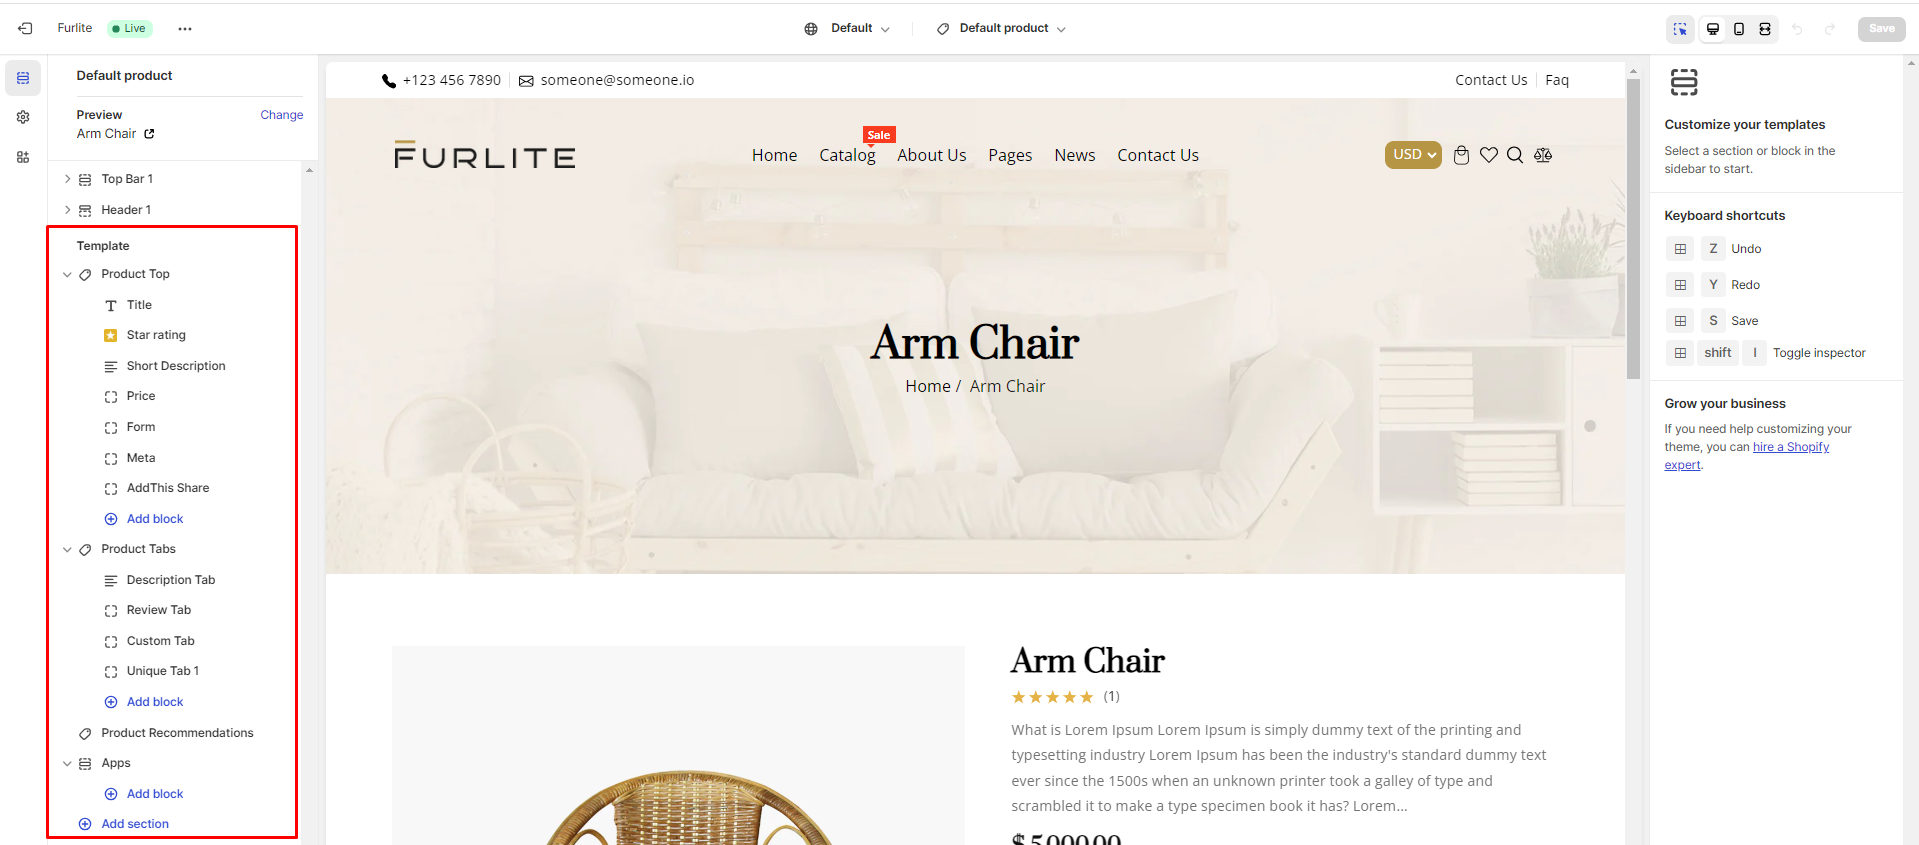 Furlite Live ... Default Default product Save
Default product
Preview Change
Arm Chair
Top Bar 1
Header 1
Template
Product Top
Title
Star rating
Short Description
Price
Form
Meta
AddThis Share
Add block
Product Tabs
Description Tab
Review Tab
Custom Tab
Unique Tab 1
Add block
Product Recommendations
Apps
Add block
Add section
+123 456 7890 someone@someone.io Contact Us Faq
FURLITE
Sale
Home Catalog About Us Pages News Contact Us USD
Arm Chair
Home / Arm Chair
Arm Chair
(1)
What is Lorem Ipsum Lorem Ipsum is simply dummy text of the printing and
typesetting industry Lorem Ipsum has been the industry's standard dummy text
ever since the 1500s when an unknown printer took a galley of type and
scrambled it to make a type specimen book it has? Lorem...
$ 5,000.00
Customize your templates
Select a section or block in the
sidebar to start.
Keyboard shortcuts
Z Undo
Y Redo
S Save
shift I Toggle inspector
Grow your business
If you need help customizing your
theme, you can hire a Shopify
expert.